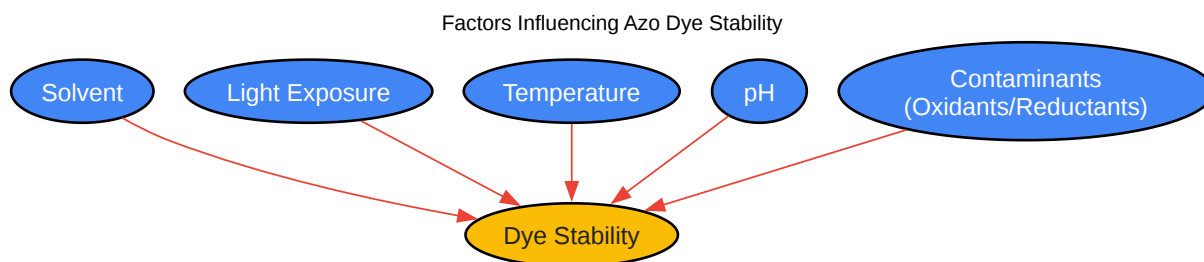 Factors Influencing Azo Dye Stability
Solvent
Light Exposure
Temperature
pH
Contaminants
(Oxidants/Reductants)
Dye Stability